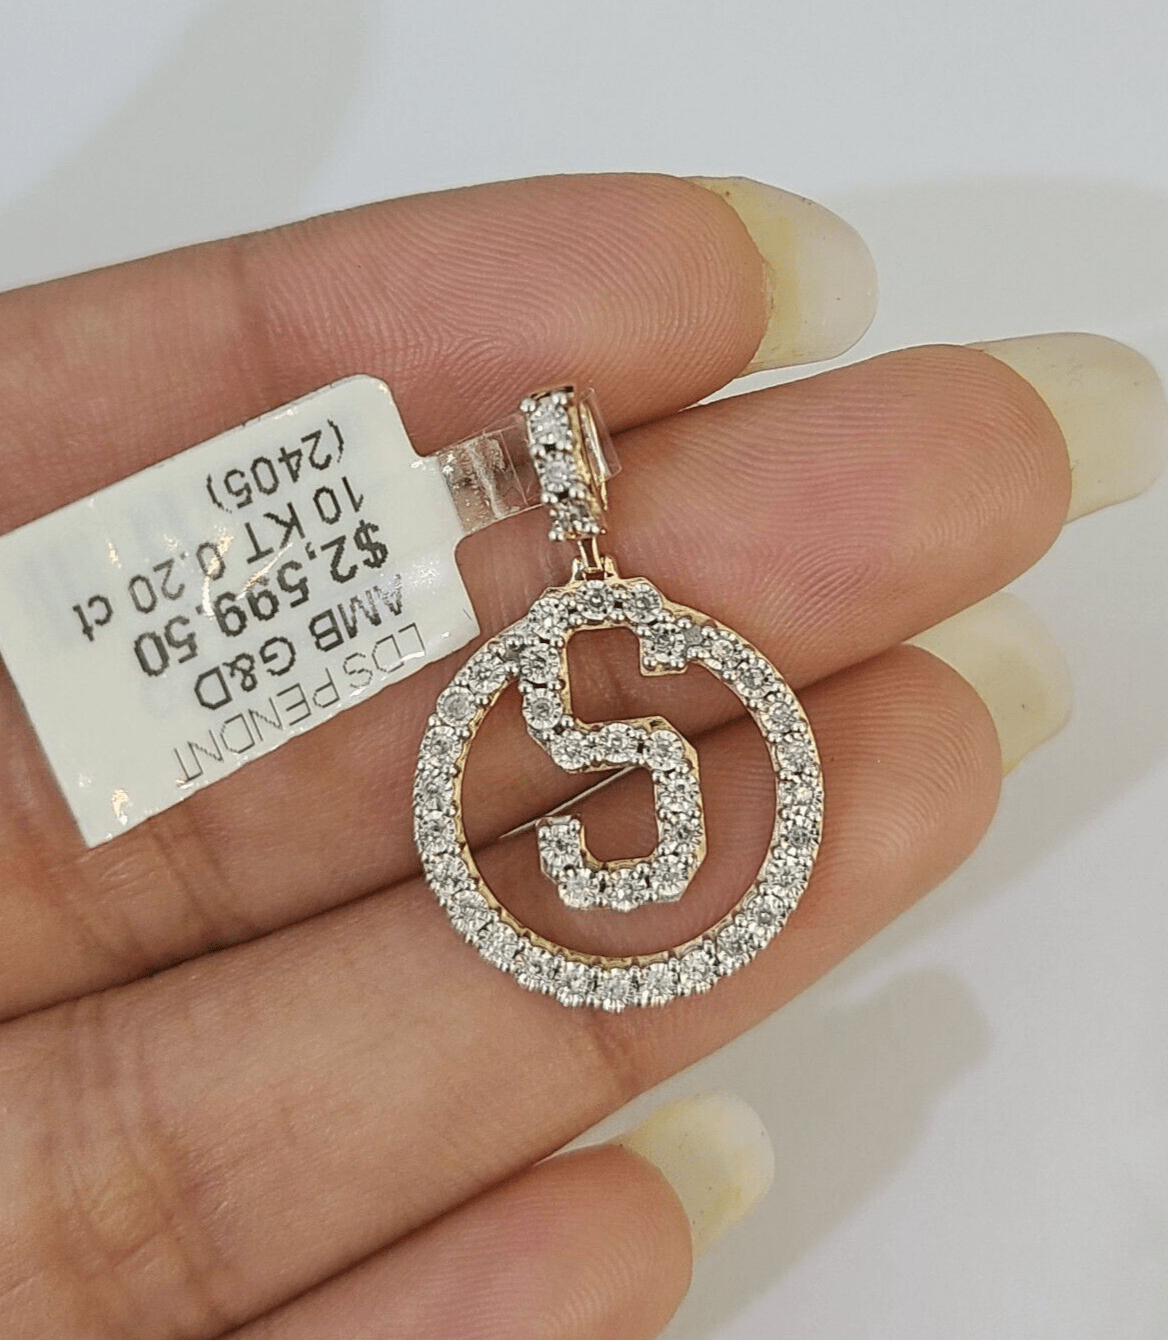 LDS PENDNT
AMB G&D
$2,599.50
10 KT 0.20 ct
(2405)
S